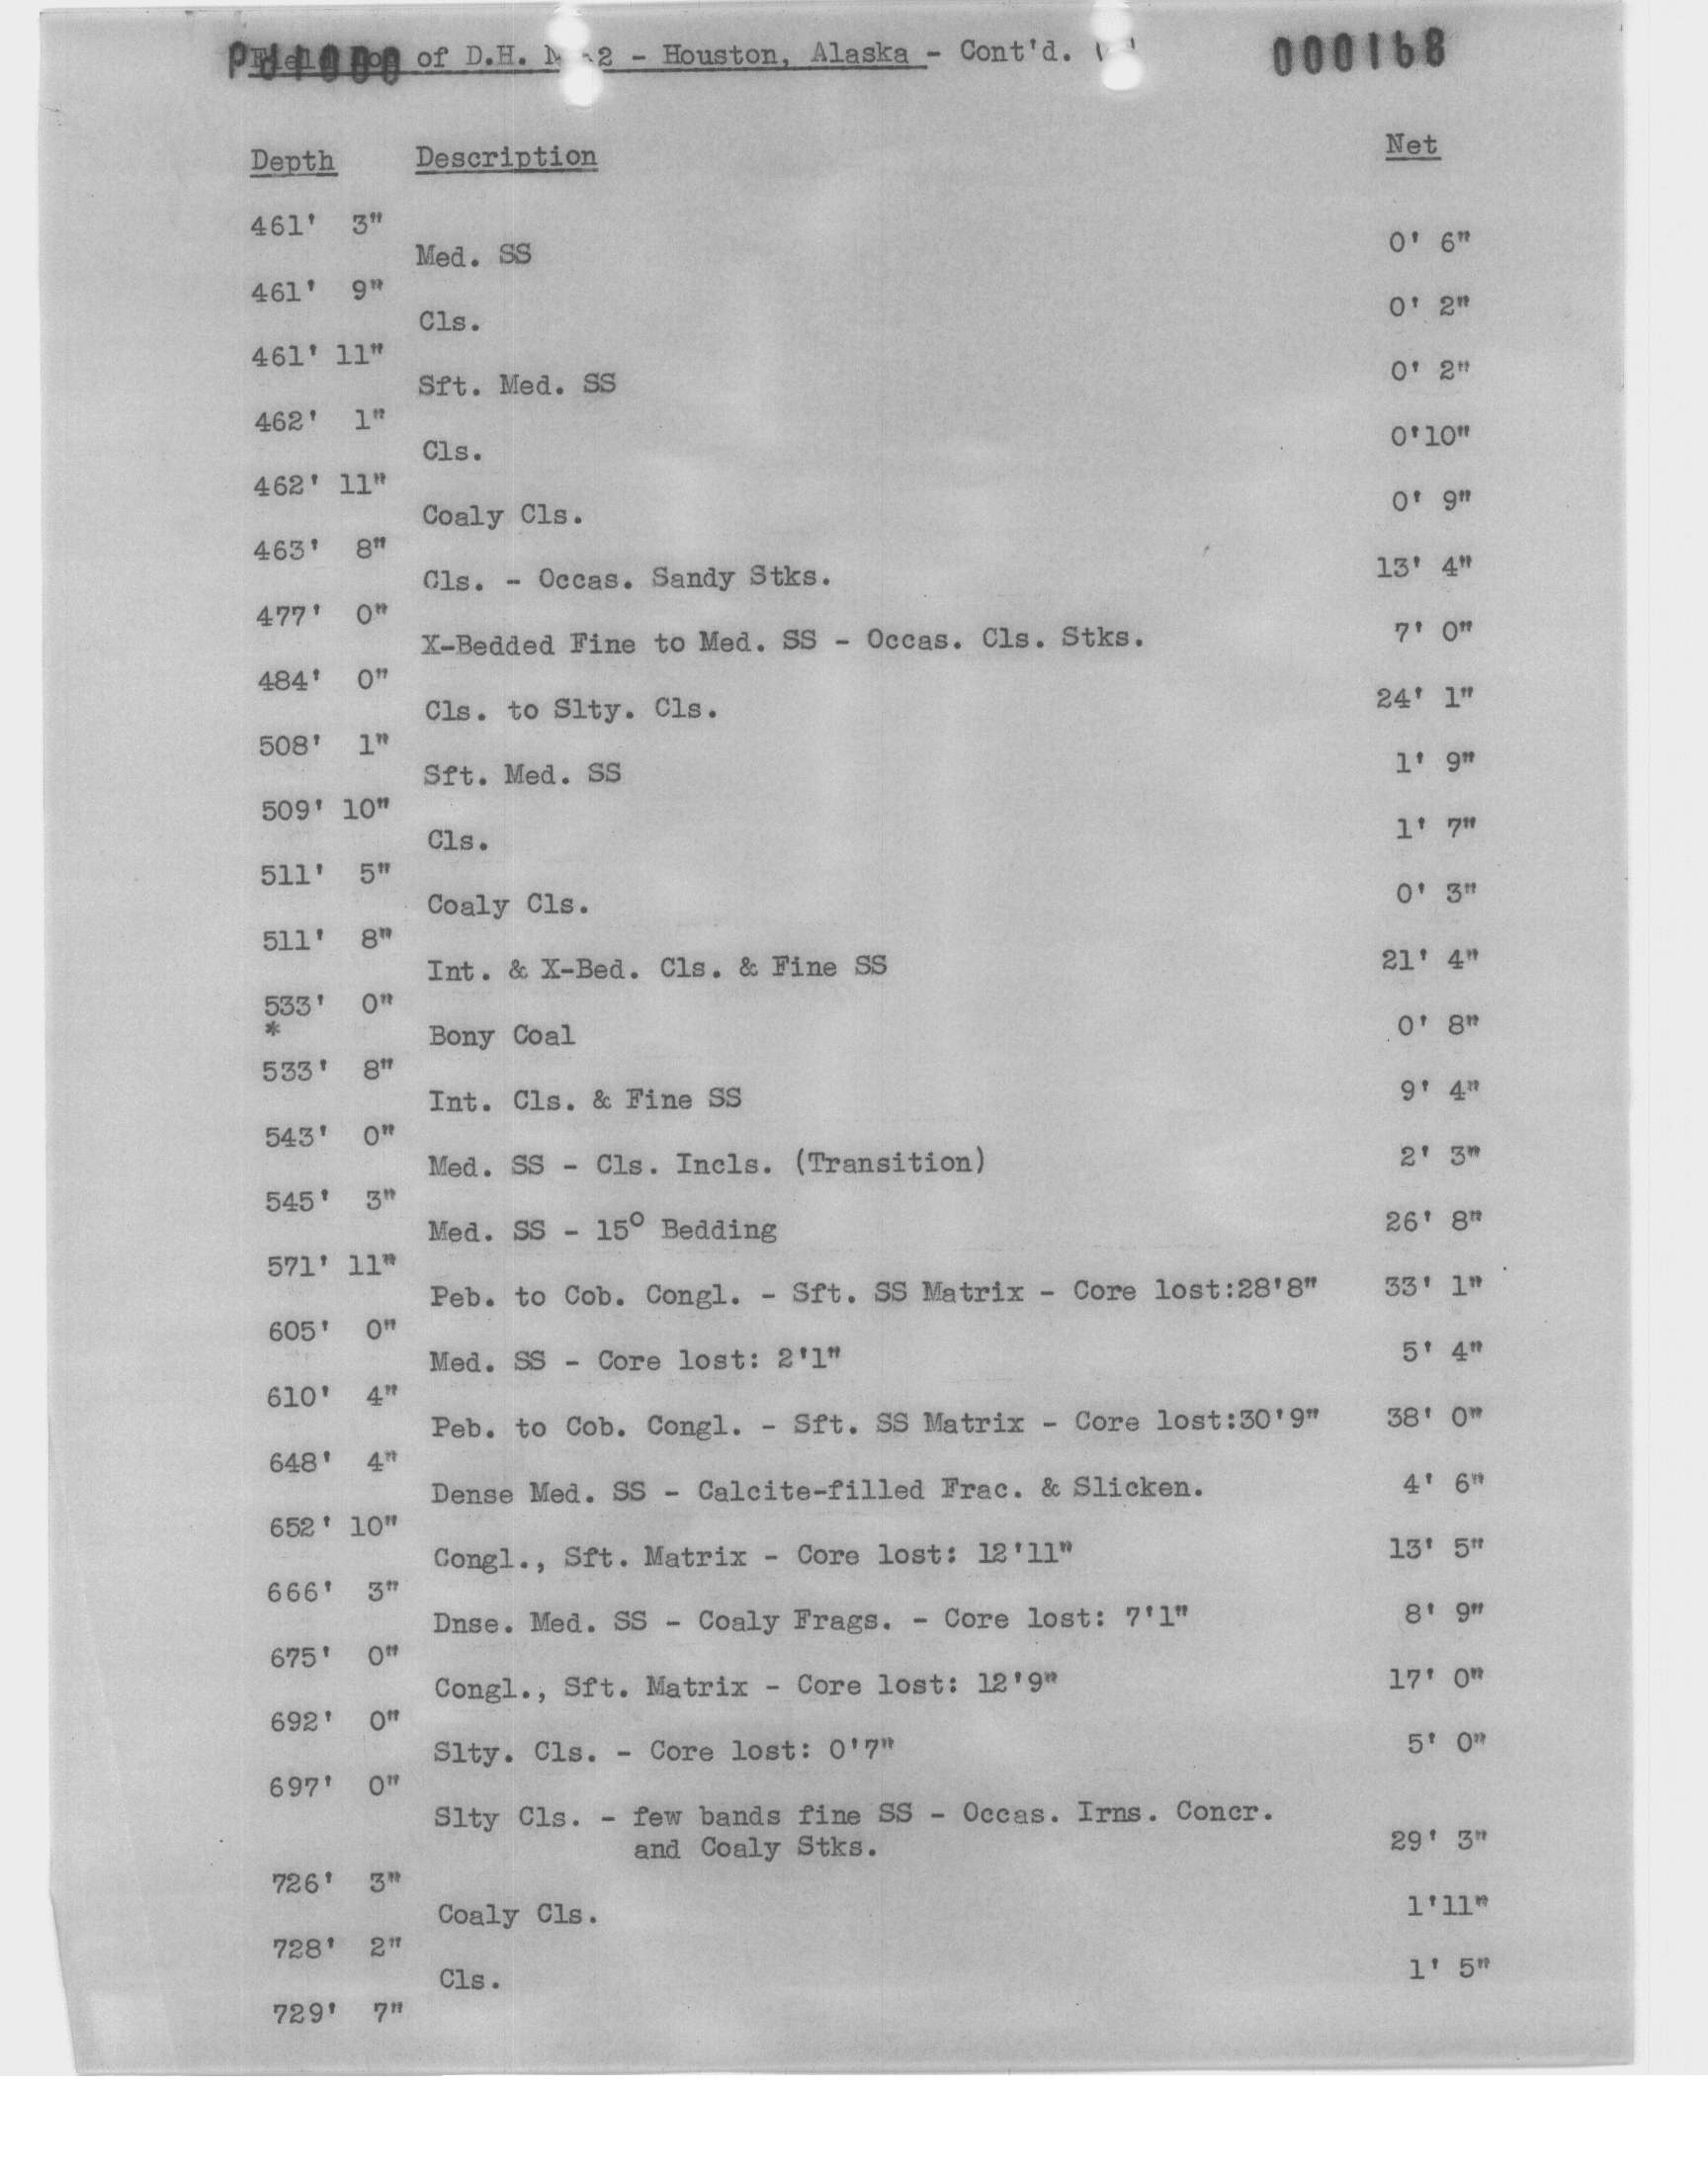 of D.H. 2 - Houston, Alaska - Cont'd.
000168
Depth Description Net
461' 3"
Med. SS 0' 6"
461' 9"
Cls. 0' 2"
461' 11"
Sft. Med. SS 0' 2"
462' 1"
Cls. 0'10"
462' 11"
Coaly Cls. 0' 9"
463' 8"
Cls. - Occas. Sandy Stks. 13' 4"
477' 0"
X-Bedded Fine to Med. SS - Occas. Cls. Stks. 7' 0"
484' 0"
Cls. to Slty. Cls. 24' 1"
508' 1"
Sft. Med. SS 1' 9"
509' 10"
Cls. 1' 7"
511' 5"
Coaly Cls. 0' 3"
511' 8"
Int. & X-Bed. Cls. & Fine SS 21' 4"
533' 0"
* Bony Coal 0' 8"
533' 8"
Int. Cls. & Fine SS 9' 4"
543' 0"
Med. SS - Cls. Incls. (Transition) 2' 3"
545' 3"
Med. SS - 15° Bedding 26' 8"
571' 11"
Peb. to Cob. Congl. - Sft. SS Matrix - Core lost:28'8" 33' 1"
605' 0"
Med. SS - Core lost: 2'1" 5' 4"
610' 4"
Peb. to Cob. Congl. - Sft. SS Matrix - Core lost:30'9" 38' 0"
648' 4"
Dense Med. SS - Calcite-filled Frac. & Slicken. 4' 6"
652' 10"
Congl., Sft. Matrix - Core lost: 12'11" 13' 5"
666' 3"
Dnse. Med. SS - Coaly Frags. - Core lost: 7'1" 8' 9"
675' 0"
Congl., Sft. Matrix - Core lost: 12'9" 17' 0"
692' 0"
Slty. Cls. - Core lost: 0'7" 5' 0"
697' 0"
Slty Cls. - few bands fine SS - Occas. Irns. Concr.
and Coaly Stks. 29' 3"
726' 3"
Coaly Cls. 1'11"
728' 2"
Cls. 1' 5"
729' 7"